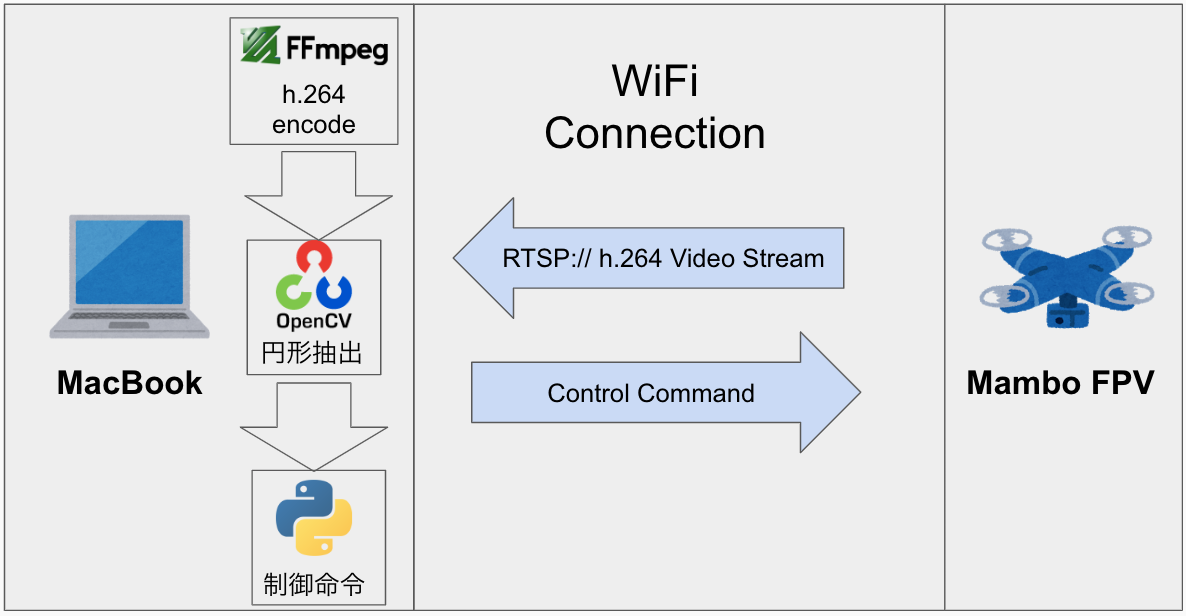 FFmpeg
h.264
encode
OpenCV
円形抽出
制御命令
MacBook
WiFi
Connection
RTSP:// h.264 Video Stream
Control Command
Mambo FPV